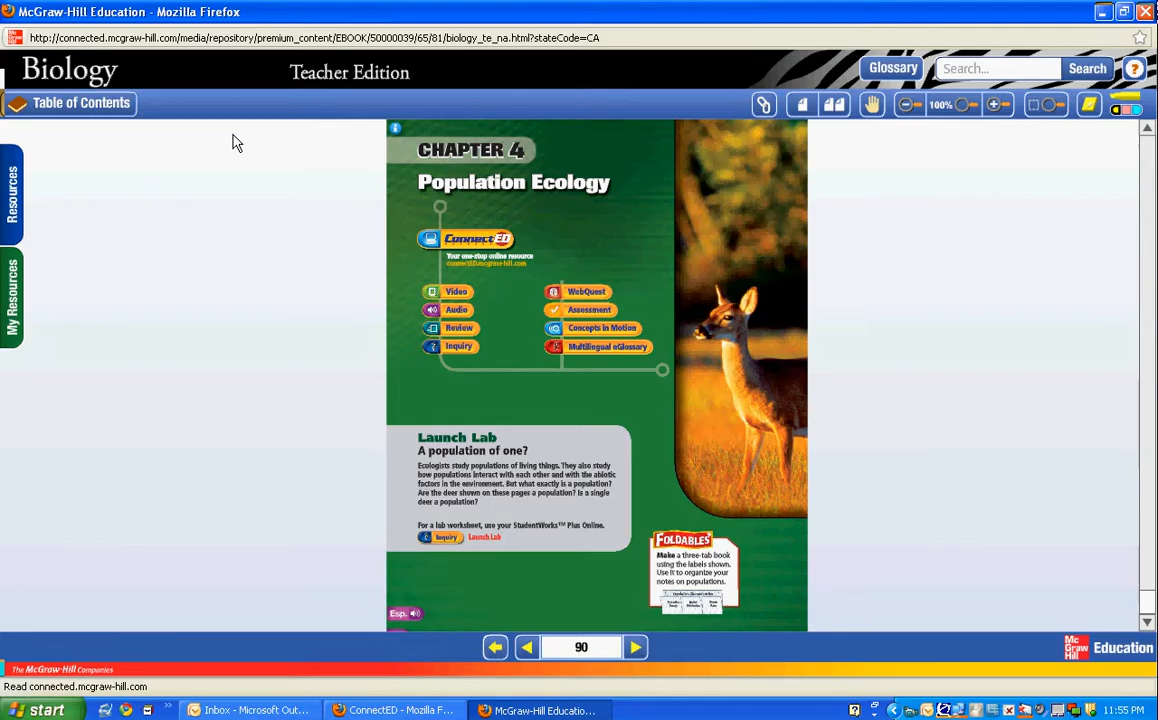 McGraw-Hill Education - Mozilla Firefox
http://connected.mcgraw-hill.com/media/repository/premium_content/EBOOK/50000039/65/81/biology_te_na.html?stateCode=CA
Biology Teacher Edition Glossary Search... Search ?
Table of Contents 100%
Resources
My Resources
CHAPTER 4
Population Ecology
ConnectED
Your one-stop online resource
connectED.mcgraw-hill.com
Video WebQuest
Audio Assessment
Review Concepts in Motion
Inquiry Multilingual eGlossary
Launch Lab
A population of one?
Ecologists study populations of living things. They also study
how populations interact with each other and with the abiotic
factors in the environment. But what exactly is a population?
Are the deer shown on these pages a population? Is a single
deer a population?
For a lab worksheet, use your StudentWorks™ Plus Online.
Inquiry Launch Lab
FOLDABLES
Make a three-tab book
using the labels shown.
Use it to organize your
notes on populations.
Esp.
90
Mc Graw Hill Education
The McGraw-Hill Companies
Read connected.mcgraw-hill.com
start Inbox - Microsoft Out... ConnectED - Mozilla F... McGraw-Hill Educatio... 11:55 PM